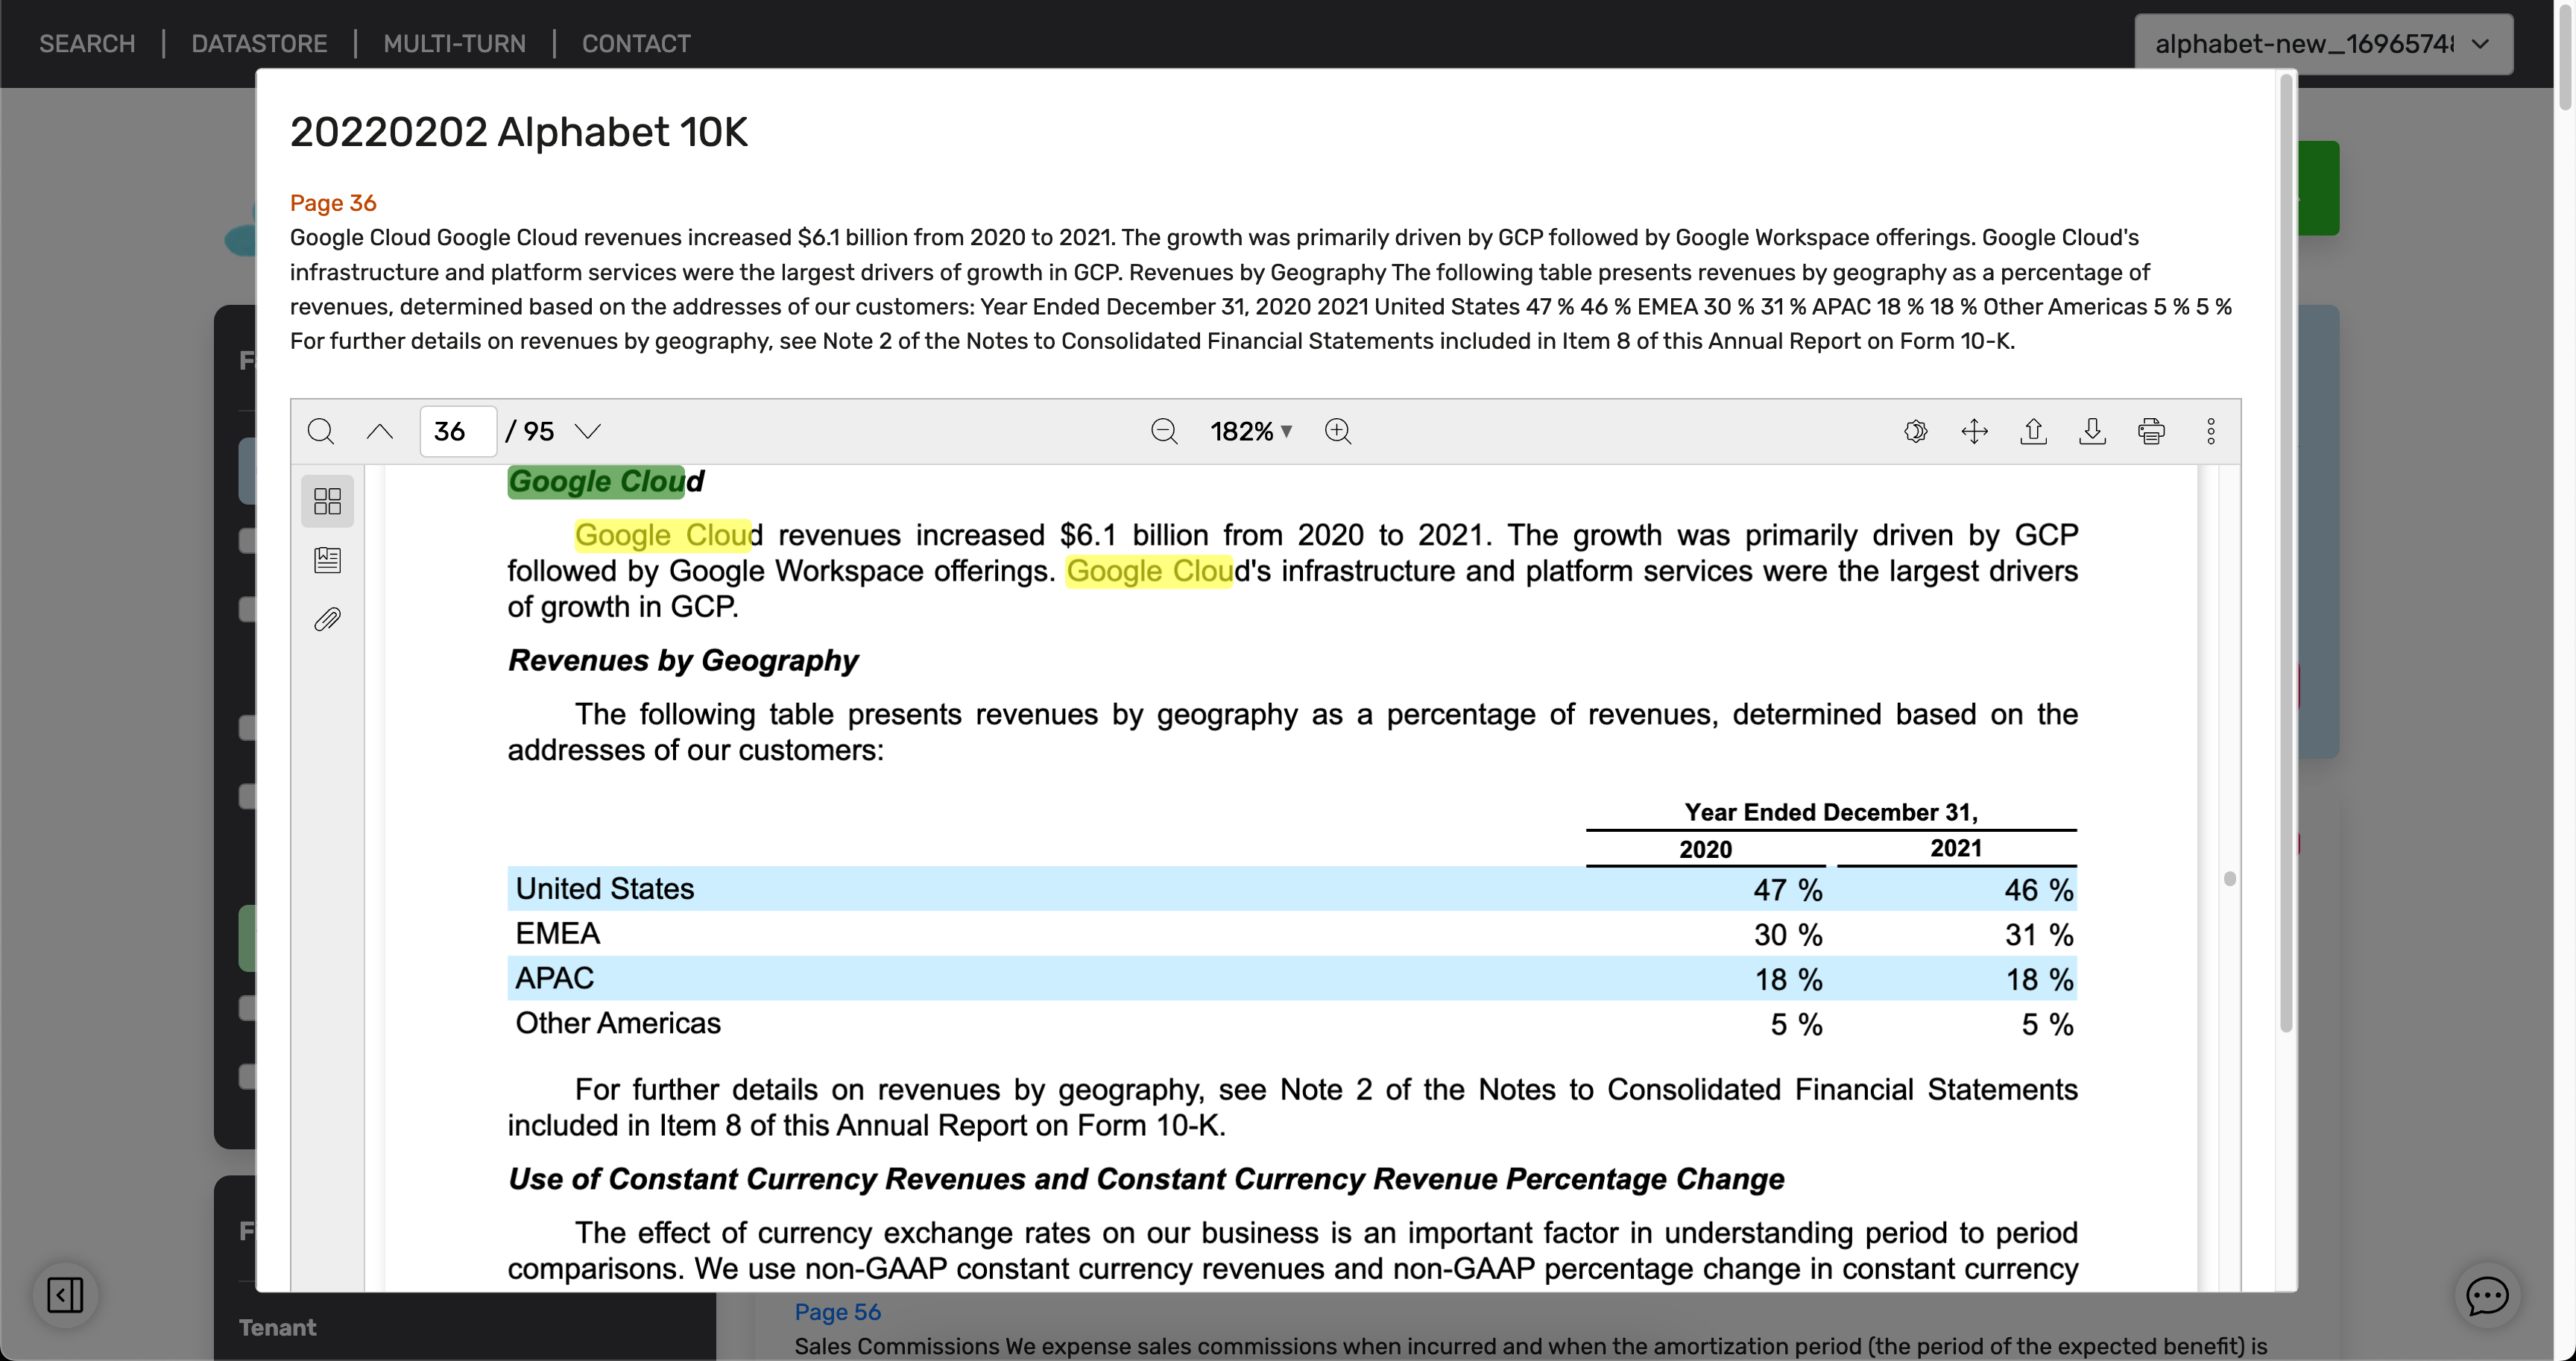 SEARCH | DATASTORE | MULTI-TURN | CONTACT
alphabet-new_1696574
20220202 Alphabet 10K
Page 36
Google Cloud Google Cloud revenues increased $6.1 billion from 2020 to 2021. The growth was primarily driven by GCP followed by Google Workspace offerings. Google Cloud's
infrastructure and platform services were the largest drivers of growth in GCP. Revenues by Geography The following table presents revenues by geography as a percentage of
revenues, determined based on the addresses of our customers: Year Ended December 31, 2020 2021 United States 47 % 46 % EMEA 30 % 31 % APAC 18 % 18 % Other Americas 5 % 5 %
For further details on revenues by geography, see Note 2 of the Notes to Consolidated Financial Statements included in Item 8 of this Annual Report on Form 10-K.
36 / 95
182%
Google Cloud
Google Cloud revenues increased $6.1 billion from 2020 to 2021. The growth was primarily driven by GCP
followed by Google Workspace offerings. Google Cloud's infrastructure and platform services were the largest drivers
of growth in GCP.
Revenues by Geography
The following table presents revenues by geography as a percentage of revenues, determined based on the
addresses of our customers:
Year Ended December 31,
2020 2021
United States 47 % 46 %
EMEA 30 % 31 %
APAC 18 % 18 %
Other Americas 5 % 5 %
For further details on revenues by geography, see Note 2 of the Notes to Consolidated Financial Statements
included in Item 8 of this Annual Report on Form 10-K.
Use of Constant Currency Revenues and Constant Currency Revenue Percentage Change
The effect of currency exchange rates on our business is an important factor in understanding period to period
comparisons. We use non-GAAP constant currency revenues and non-GAAP percentage change in constant currency
Tenant
Page 56
Sales Commissions We expense sales commissions when incurred and when the amortization period (the period of the expected benefit) is